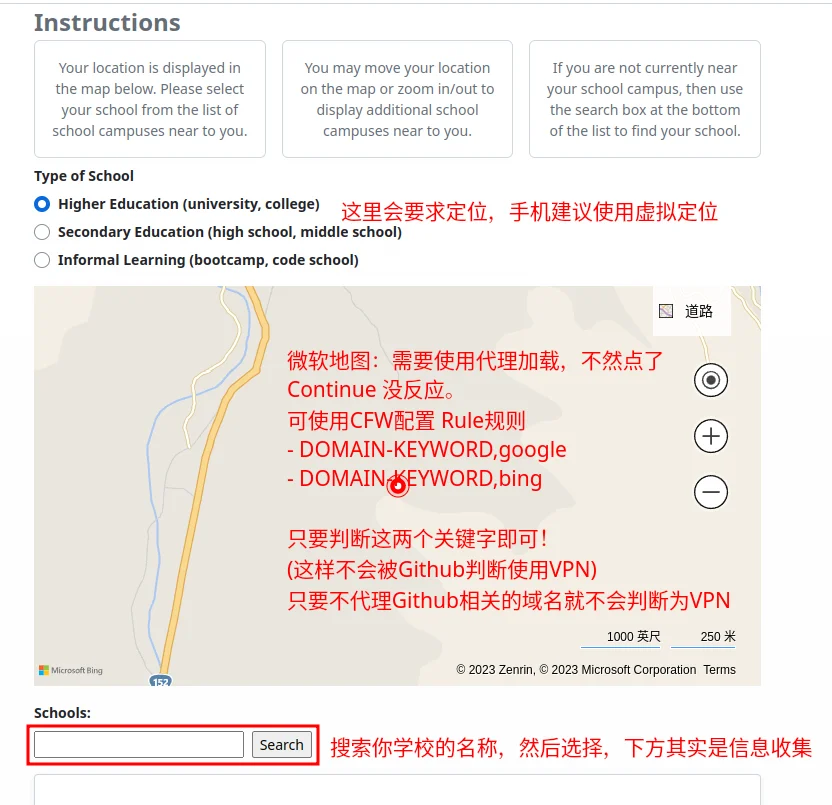 Instructions
Your location is displayed in
the map below. Please select
your school from the list of
school campuses near to you.
You may move your location
on the map or zoom in/out to
display additional school
campuses near to you.
If you are not currently near
your school campus, then use
the search box at the bottom
of the list to find your school.
Type of School
Higher Education (university, college)
这里会要求定位，手机建议使用虚拟定位
Secondary Education (high school, middle school)
Informal Learning (bootcamp, code school)
道路
微软地图：需要使用代理加载，不然点了
Continue 没反应。
可使用CFW配置 Rule规则
- DOMAIN-KEYWORD,google
- DOMAIN-KEYWORD,bing
只要判断这两个关键字即可！
(这样不会被Github判断使用VPN)
只要不代理Github相关的域名就不会判断为VPN
1000 英尺 250 米
Microsoft Bing
© 2023 Zenrin, © 2023 Microsoft Corporation Terms
152
Schools:
Search
搜索你学校的名称，然后选择，下方其实是信息收集